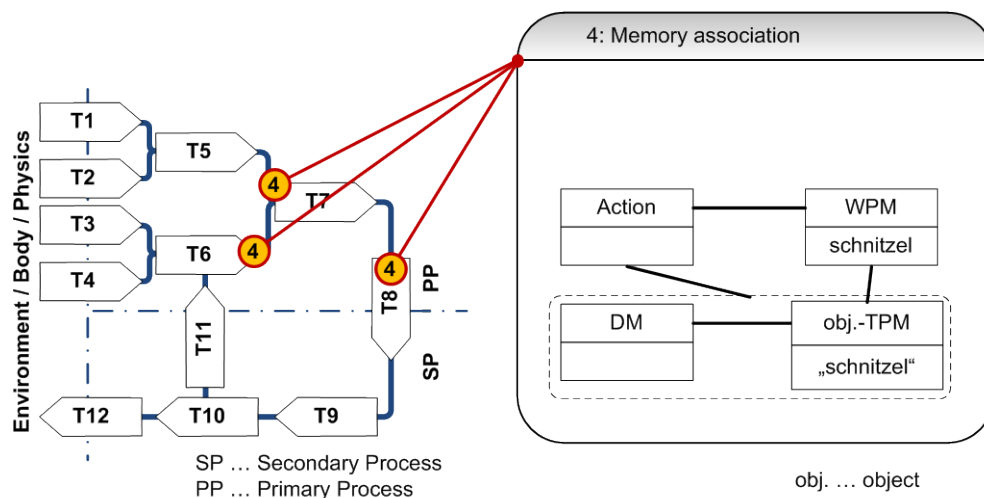 4: Memory association
Environment / Body / Physics
T1
T2
T3
T4
T5
T6
4
4
T7
4
T8
PP
SP
T11
T12
T10
T9
SP … Secondary Process
PP … Primary Process
Action
WPM
schnitzel
DM
obj.-TPM
„schnitzel“
obj. … object